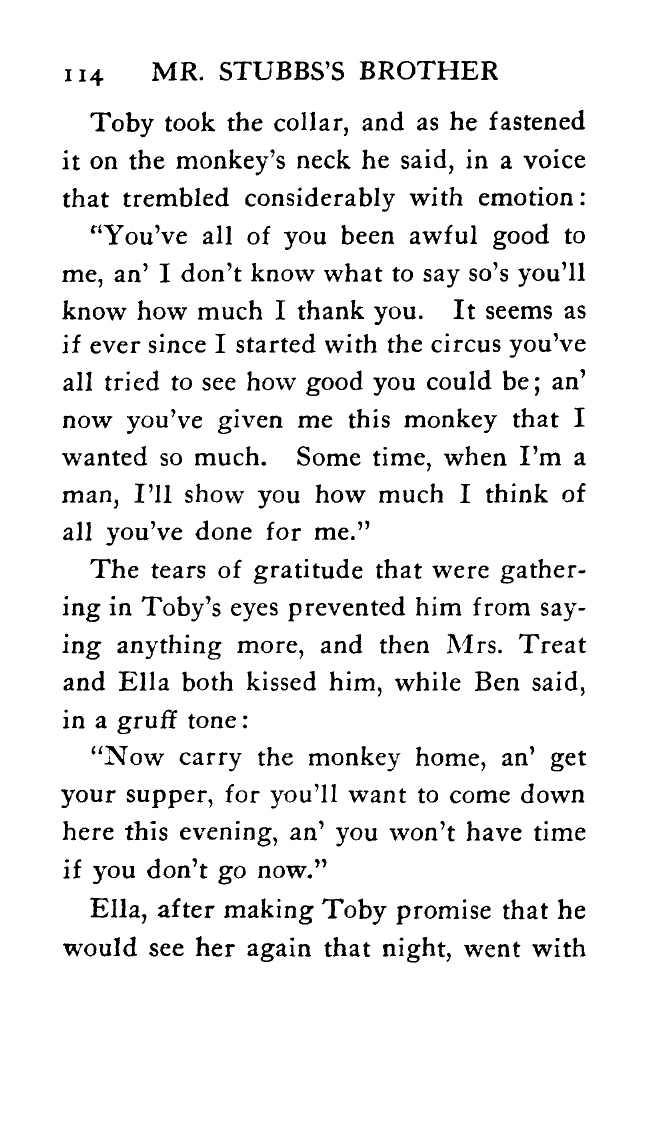 114 MR. STUBBS'S BROTHER
Toby took the collar, and as he fastened
it on the monkey's neck he said, in a voice
that trembled considerably with emotion:
"You've all of you been awful good to
me, an' I don't know what to say so's you'll
know how much I thank you. It seems as
if ever since I started with the circus you've
all tried to see how good you could be; an'
now you've given me this monkey that I
wanted so much. Some time, when I'm a
man, I'll show you how much I think of
all you've done for me."
The tears of gratitude that were gather-
ing in Toby's eyes prevented him from say-
ing anything more, and then Mrs. Treat
and Ella both kissed him, while Ben said,
in a gruff tone:
"Now carry the monkey home, an' get
your supper, for you'll want to come down
here this evening, an' you won't have time
if you don't go now."
Ella, after making Toby promise that he
would see her again that night, went with